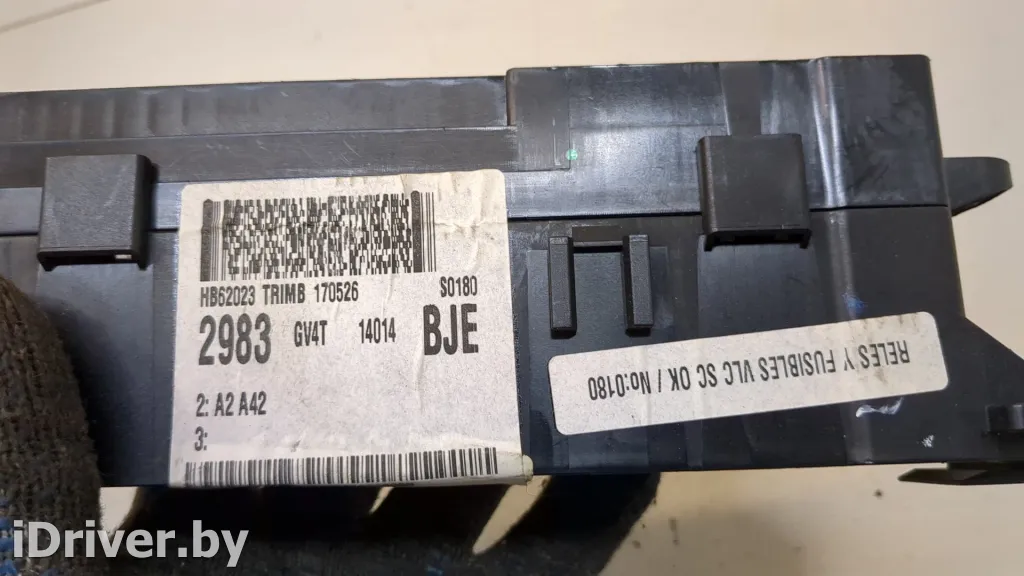 HB62023 TRIMB 170526 S0180
2983 GV4T 14014 BJE
2: A2 A42
3:
RELES Y FUSIBLES VLC SC OK / No:0180
iDriver.by